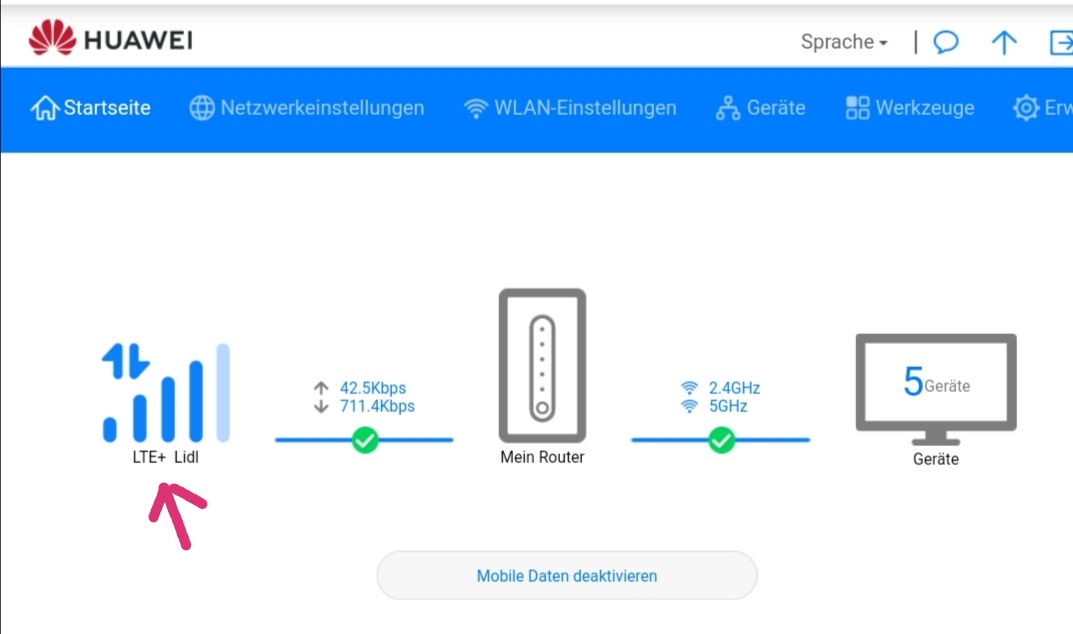 HUAWEI
Sprache
Startseite Netzwerkeinstellungen WLAN-Einstellungen Geräte Werkzeuge Erw
42.5Kbps
711.4Kbps
2.4GHz
5GHz
5 Geräte
LTE+ Lidl
Mein Router
Geräte
Mobile Daten deaktivieren